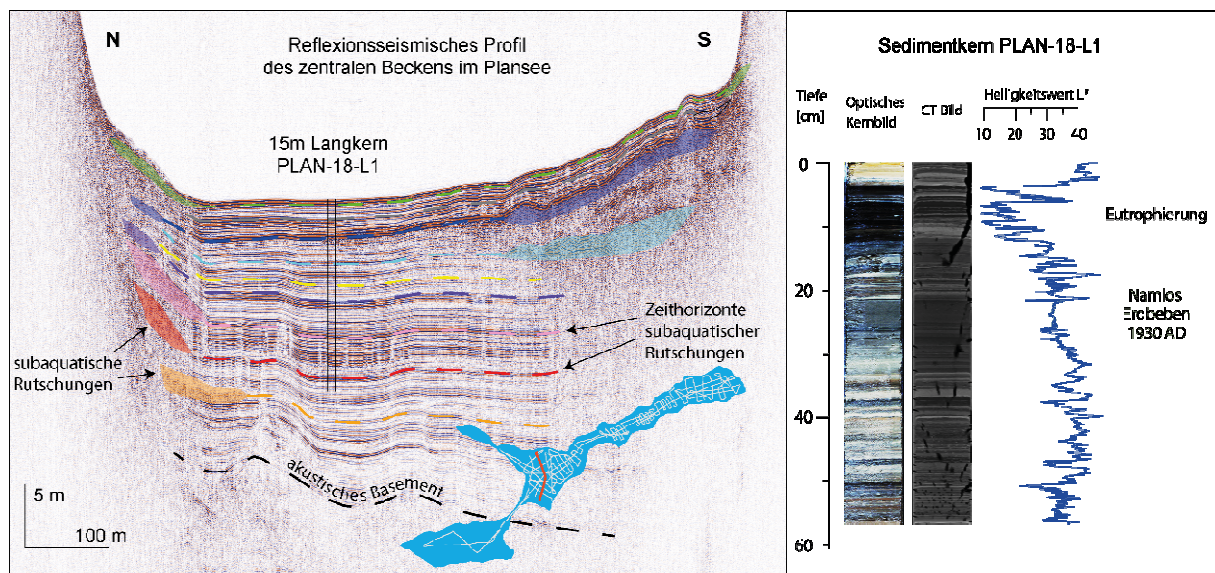 N
S
Reflexionsseismisches Profil
des zentralen Beckens im Plansee
15m Langkern
PLAN-18-L1
subaquatische
Rutschungen
Zeithorizonte
subaquatischer
Rutschungen
akustisches Basement
5 m
100 m
Sedimentkern PLAN-18-L1
Tiefe
[cm]
Optisches
Kernbild
CT Bild
Helligkeitswert L*
10 20 30 40
0
20
40
60
Eutrophierung
Namlos
Erdbeben
1930 AD